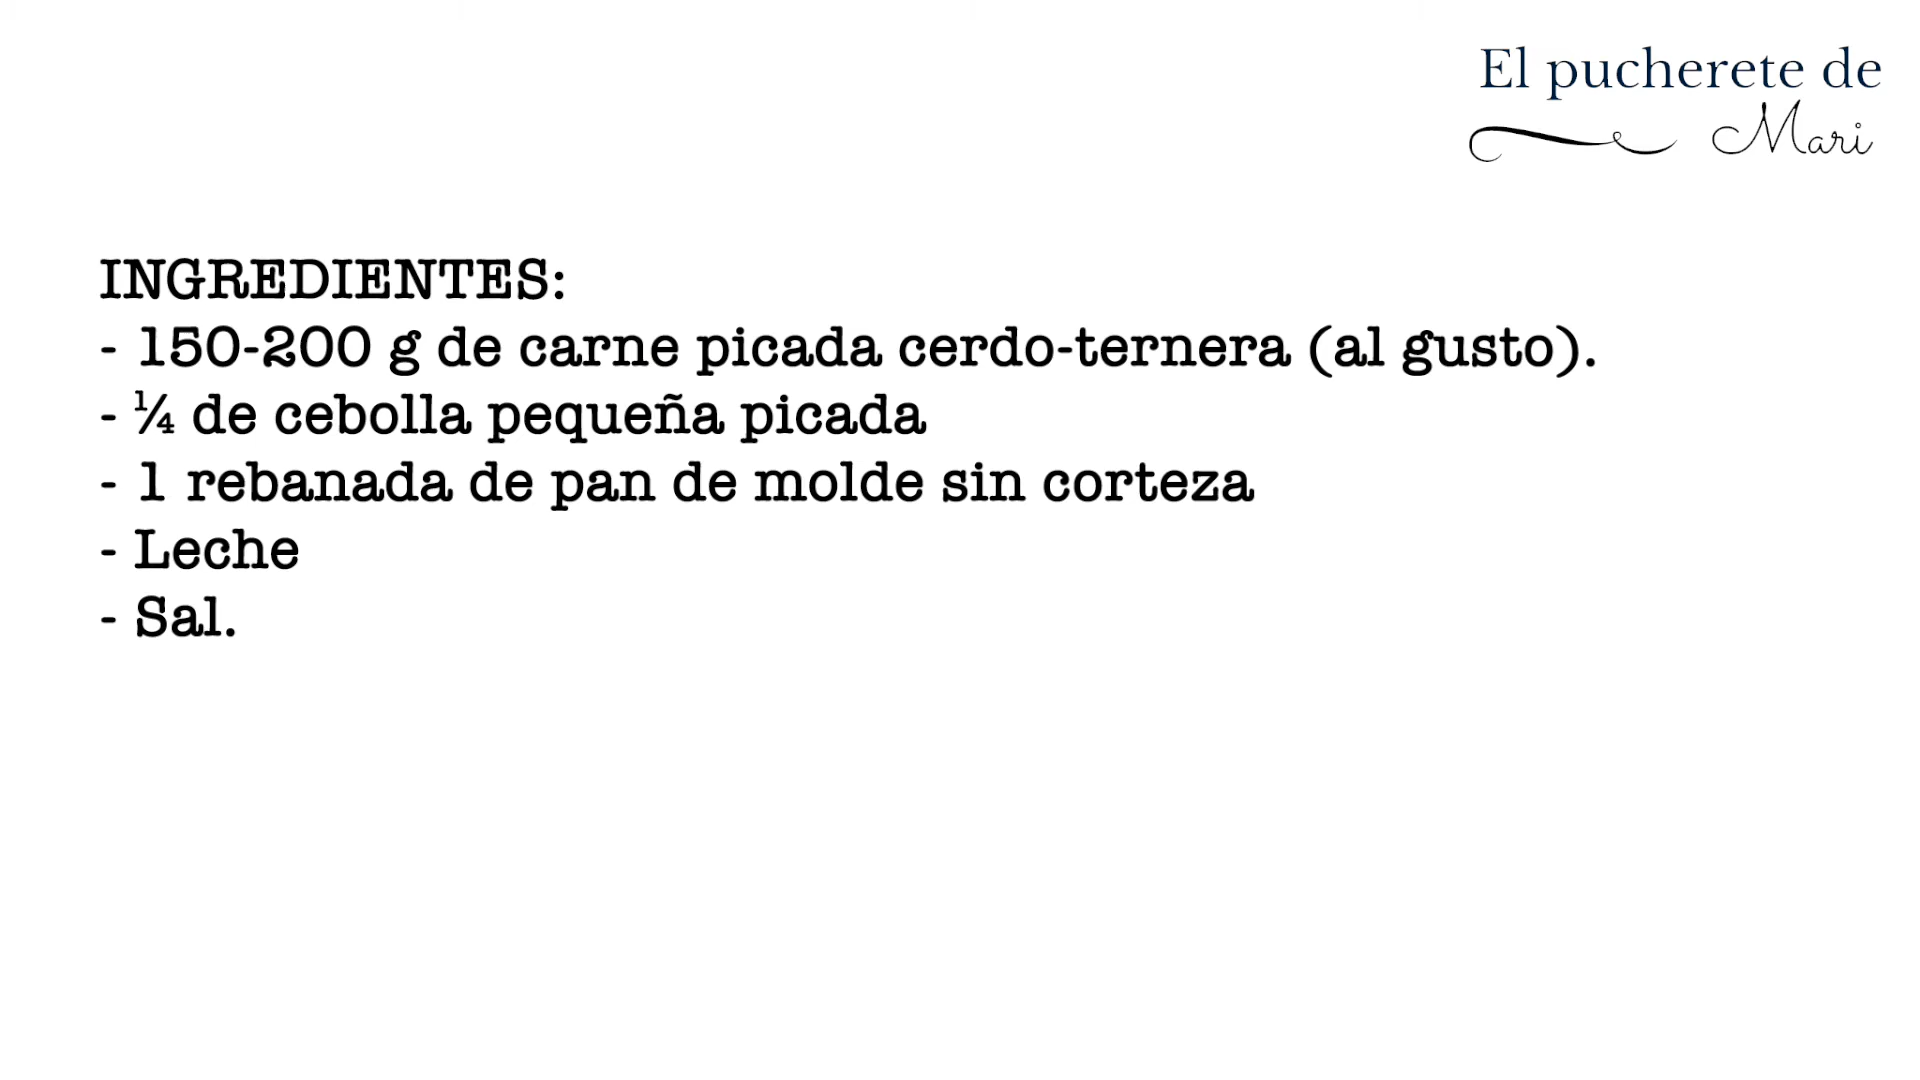 El pucherete de
Mari
INGREDIENTES:
- 150-200 g de carne picada cerdo-ternera (al gusto).
- ¼ de cebolla pequeña picada
- 1 rebanada de pan de molde sin corteza
- Leche
- Sal.